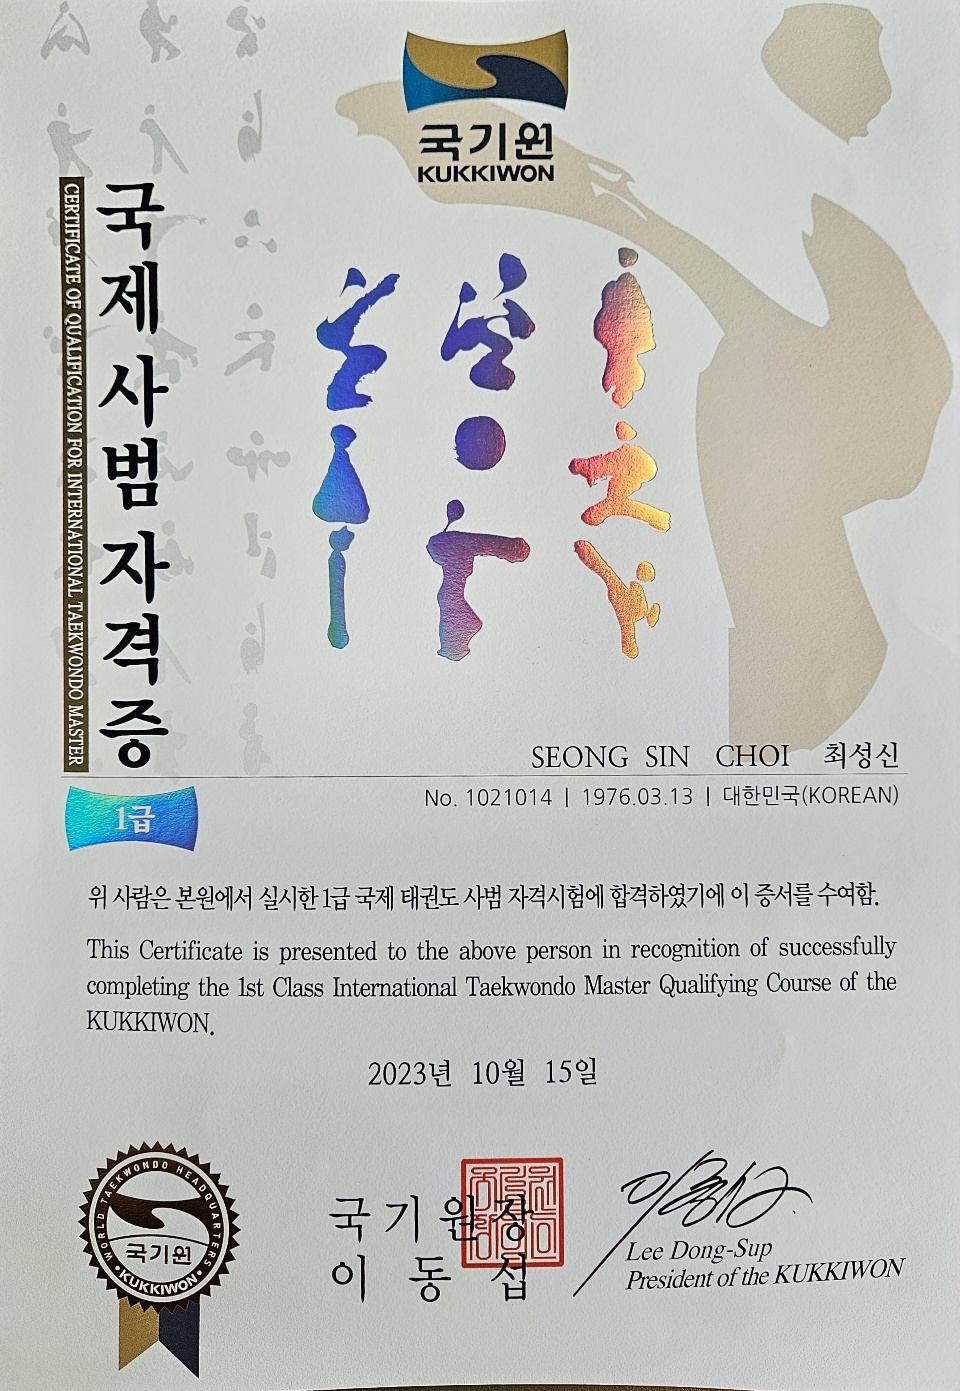 국기원
KUKKIWON
국제사범자격증
CERTIFICATE OF QUALIFICATION FOR INTERNATIONAL TAEKWONDO MASTER
SEONG SIN CHOI 최성신
No. 1021014 | 1976.03.13 | 대한민국(KOREAN)
1급
위 사람은 본원에서 실시한 1급 국제 태권도 사범 자격시험에 합격하였기에 이 증서를 수여함.
This Certificate is presented to the above person in recognition of successfully
completing the 1st Class International Taekwondo Master Qualifying Course of the
KUKKIWON.
2023년 10월 15일
WORLD TAEKWONDO HEADQUARTERS
국기원
KUKKIWON
국기원장
이동섭
Lee Dong-Sup
President of the KUKKIWON